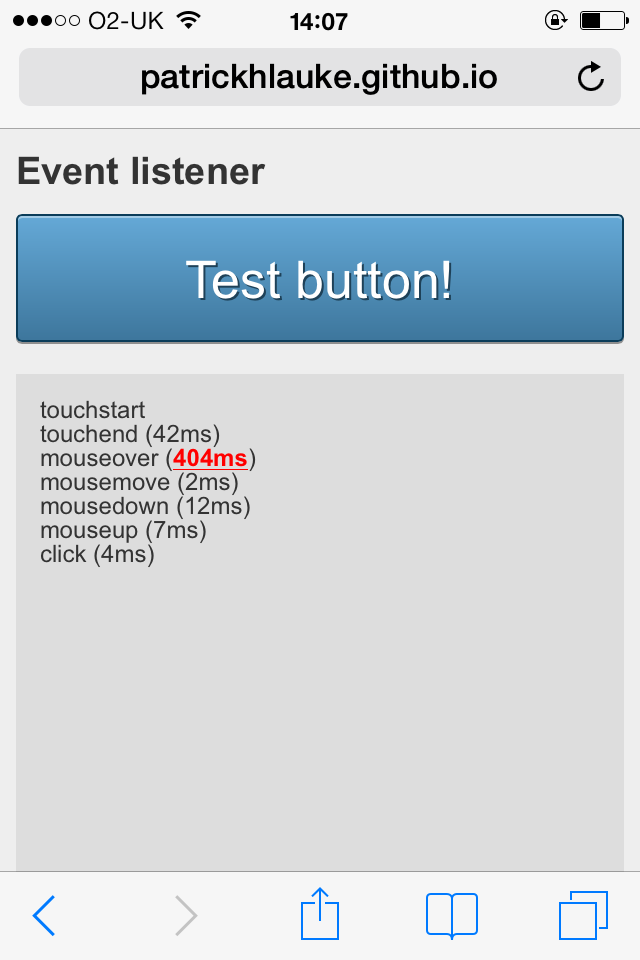 O2-UK 14:07
patrickhlauke.github.io
Event listener
Test button!
touchstart
touchend (42ms)
mouseover (404ms)
mousemove (2ms)
mousedown (12ms)
mouseup (7ms)
click (4ms)